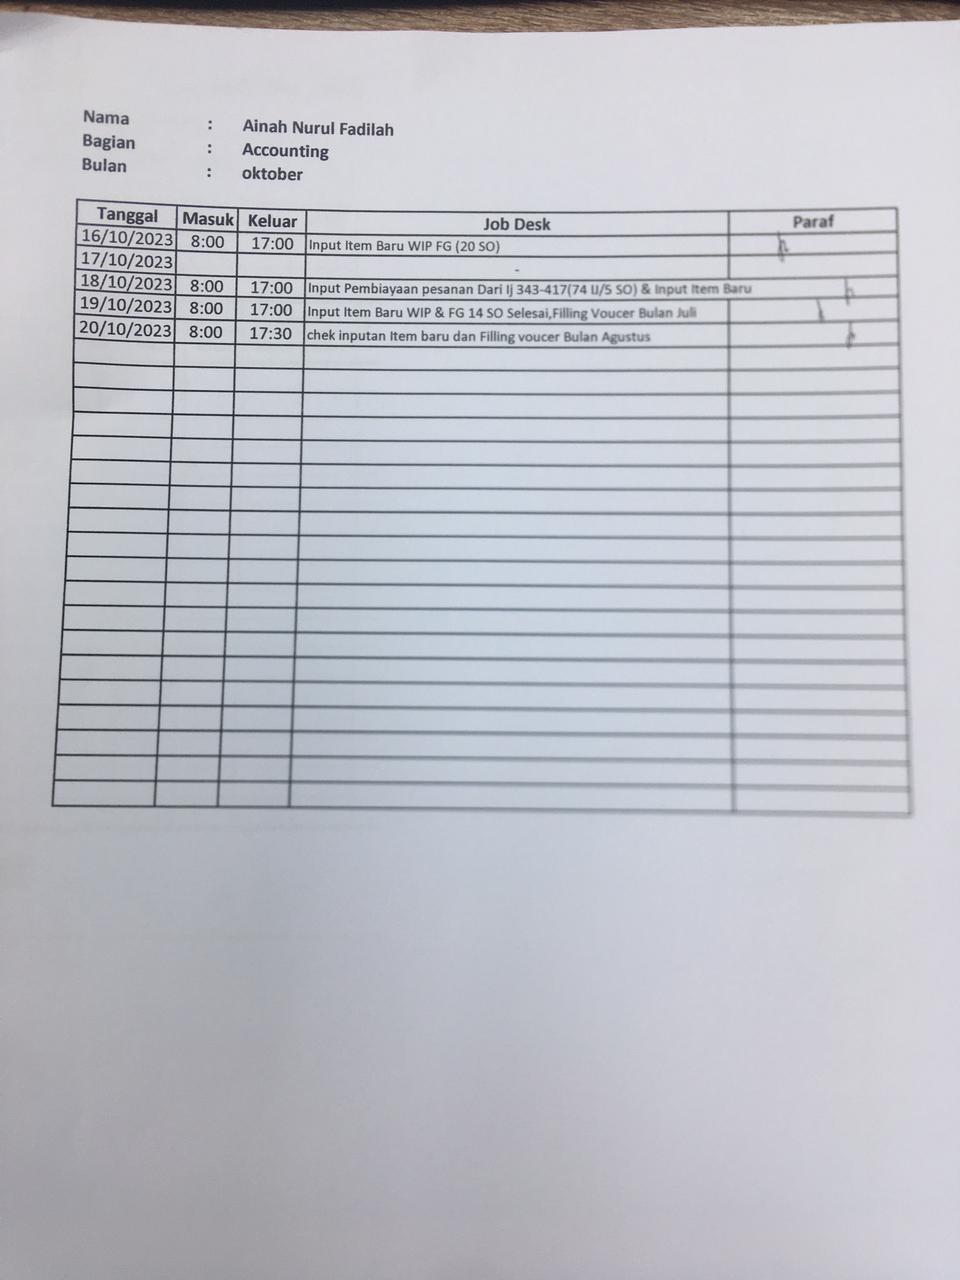 Nama : Ainah Nurul Fadilah
Bagian : Accounting
Bulan : oktober
Tanggal Masuk Keluar Job Desk Paraf
16/10/2023 8:00 17:00 Input Item Baru WIP FG (20 SO)
17/10/2023 -
18/10/2023 8:00 17:00 Input Pembiayaan pesanan Dari Ij 343-417(74 IJ/5 SO) & Input Item Baru
19/10/2023 8:00 17:00 Input Item Baru WIP & FG 14 SO Selesai,Filling Voucer Bulan Juli
20/10/2023 8:00 17:30 chek inputan Item baru dan Filling voucer Bulan Agustus